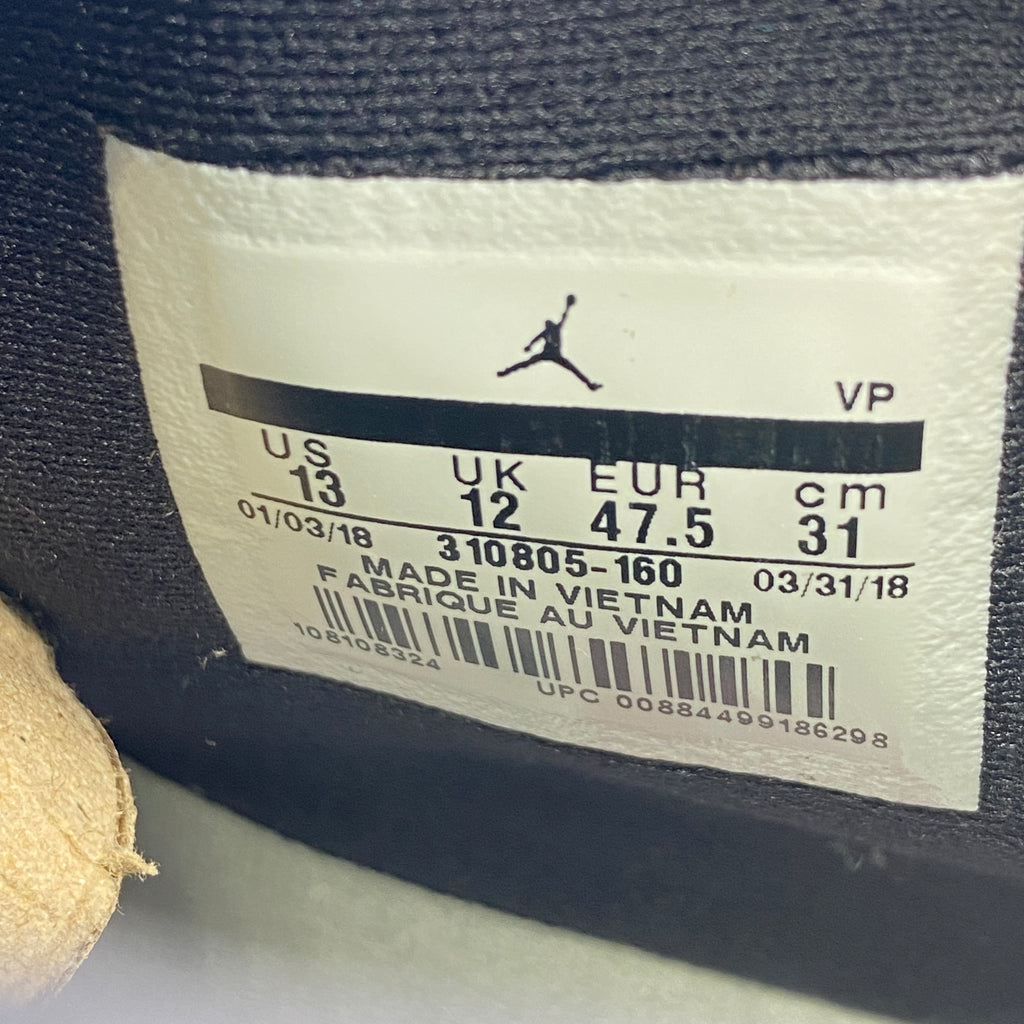 VP
US UK EUR cm
13 12 47.5 31
01/03/18 310805-160 03/31/18
MADE IN VIETNAM
FABRIQUE AU VIETNAM
108108324
UPC 00884499186298